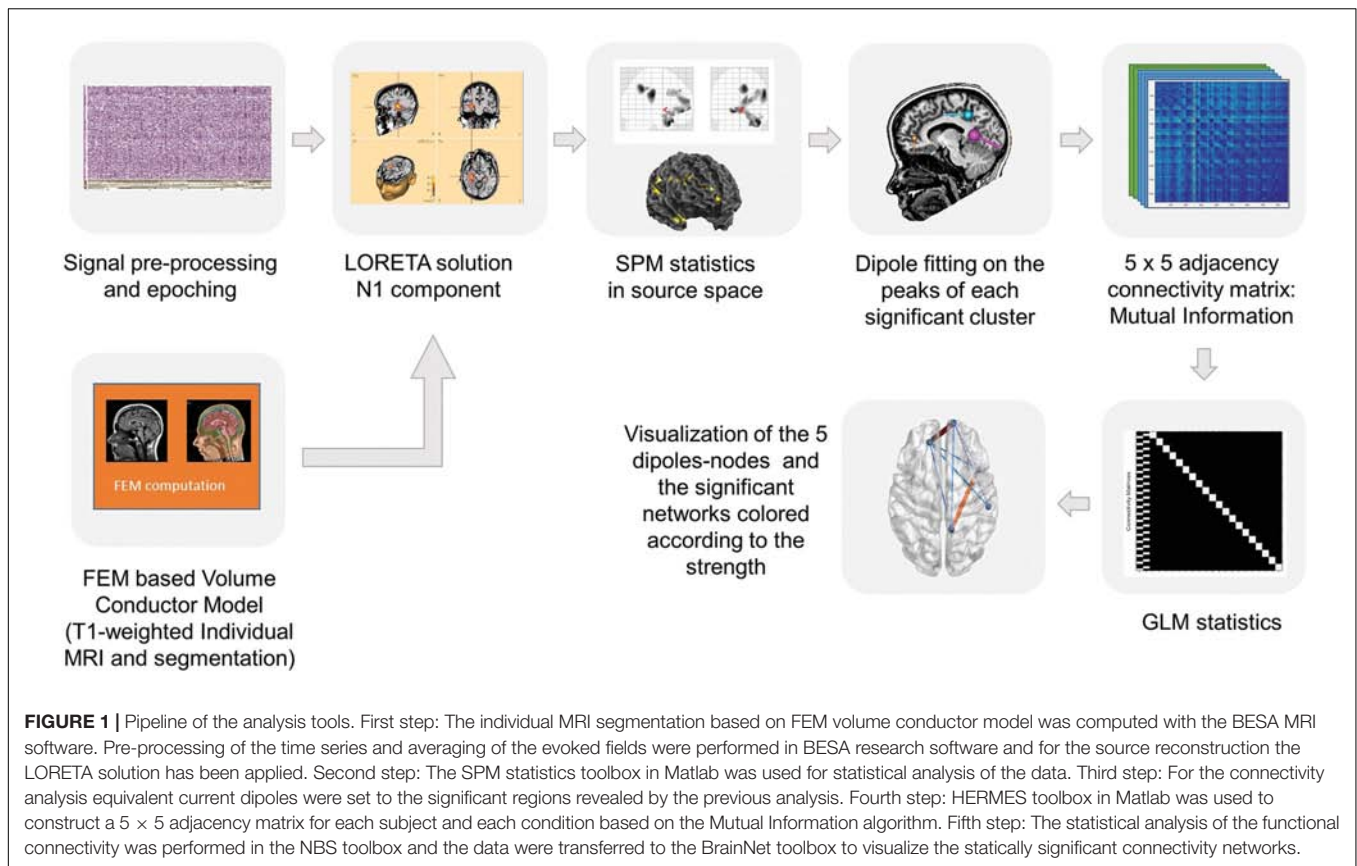 Signal pre-processing
and epoching
LORETA solution
N1 component
SPM statistics
in source space
Dipole fitting on the
peaks of each
significant cluster
5 x 5 adjacency
connectivity matrix:
Mutual Information
FEM computation
FEM based Volume
Conductor Model
(T1-weighted Individual
MRI and segmentation)
Visualization of the 5
dipoles-nodes and
the significant
networks colored
according to the
strength
Connectivity Matrices
GLM statistics
FIGURE 1 | Pipeline of the analysis tools. First step: The individual MRI segmentation based on FEM volume conductor model was computed with the BESA MRI
software. Pre-processing of the time series and averaging of the evoked fields were performed in BESA research software and for the source reconstruction the
LORETA solution has been applied. Second step: The SPM statistics toolbox in Matlab was used for statistical analysis of the data. Third step: For the connectivity
analysis equivalent current dipoles were set to the significant regions revealed by the previous analysis. Fourth step: HERMES toolbox in Matlab was used to
construct a 5 × 5 adjacency matrix for each subject and each condition based on the Mutual Information algorithm. Fifth step: The statistical analysis of the functional
connectivity was performed in the NBS toolbox and the data were transferred to the BrainNet toolbox to visualize the statically significant connectivity networks.